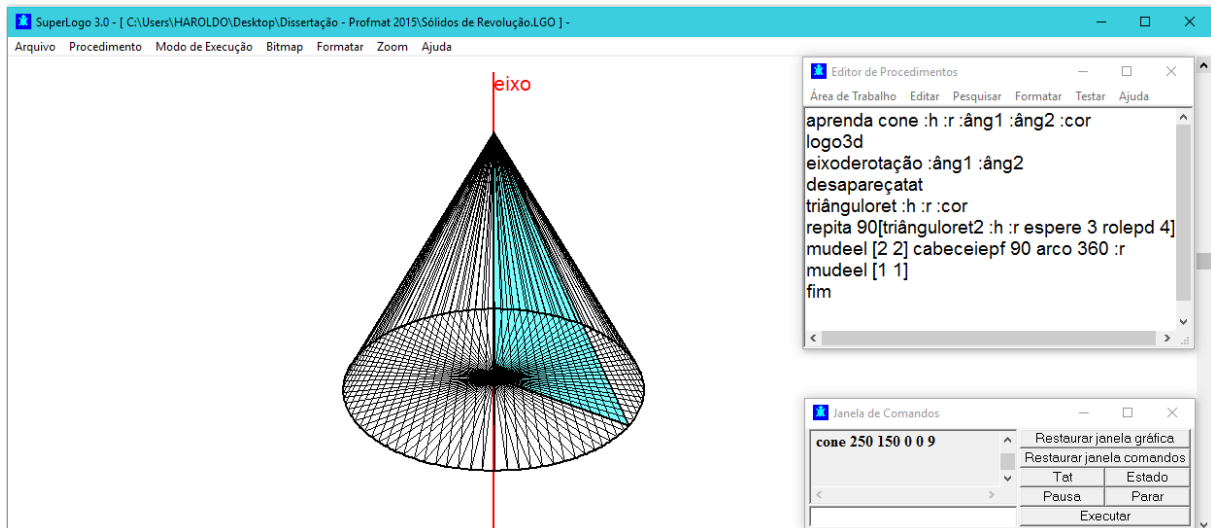 SuperLogo 3.0 - [ C:\Users\HAROLDO\Desktop\Dissertação - Profmat 2015\Sólidos de Revolução.LGO ] -
Arquivo Procedimento Modo de Execução Bitmap Formatar Zoom Ajuda
eixo
Editor de Procedimentos
Área de Trabalho Editar Pesquisar Formatar Testar Ajuda
aprenda cone :h :r :âng1 :âng2 :cor
logo3d
eixoderotação :âng1 :âng2
desapareçatat
triânguloret :h :r :cor
repita 90[triânguloret2 :h :r espere 3 rolepd 4]
mudeel [2 2] cabeceiepf 90 arco 360 :r
mudeel [1 1]
fim
Janela de Comandos
cone 250 150 0 0 9
Restaurar janela gráfica
Restaurar janela comandos
Tat Estado
Pausa Parar
Executar